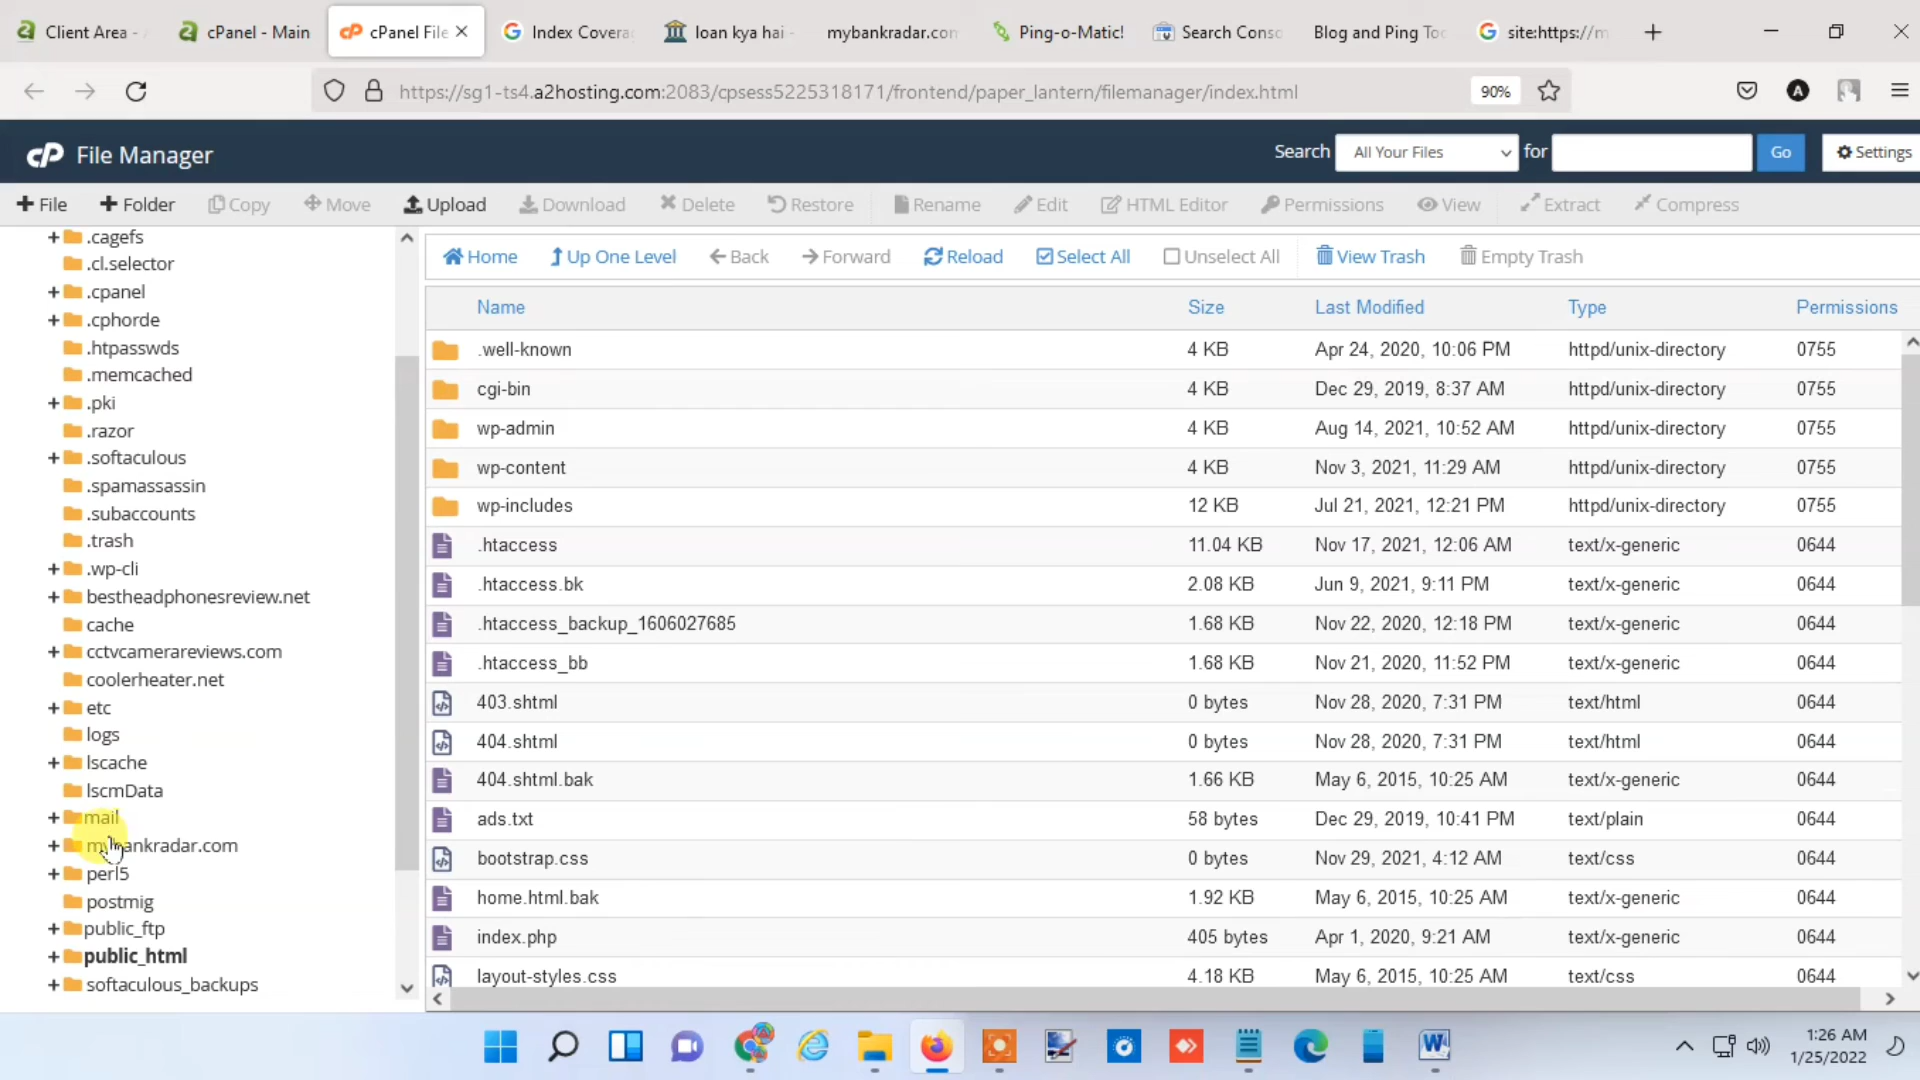 Client Area -
cPanel - Main
cPanel File
Index Covera
loan kya hai -
mybankradar.com
Ping-o-Matic!
Search Conso
Blog and Ping Too
site:https://m
https://sg1-ts4.a2hosting.com:2083/cpsess5225318171/frontend/paper_lantern/filemanager/index.html
90%
A
cP File Manager
Search All Your Files for Go Settings
File Folder Copy Move Upload Download Delete Restore Rename Edit HTML Editor Permissions View Extract Compress
.cagefs
.cl.selector
.cpanel
.cphorde
.htpasswds
.memcached
.pki
.razor
.softaculous
.spamassassin
.subaccounts
.trash
.wp-cli
bestheadphonesreview.net
cache
cctvcamerareviews.com
coolerheater.net
etc
logs
lscache
lscmData
mail
mybankradar.com
perl5
postmig
public_ftp
public_html
softaculous_backups
Home Up One Level Back Forward Reload Select All Unselect All View Trash Empty Trash
Name Size Last Modified Type Permissions
.well-known 4 KB Apr 24, 2020, 10:06 PM httpd/unix-directory 0755
cgi-bin 4 KB Dec 29, 2019, 8:37 AM httpd/unix-directory 0755
wp-admin 4 KB Aug 14, 2021, 10:52 AM httpd/unix-directory 0755
wp-content 4 KB Nov 3, 2021, 11:29 AM httpd/unix-directory 0755
wp-includes 12 KB Jul 21, 2021, 12:21 PM httpd/unix-directory 0755
.htaccess 11.04 KB Nov 17, 2021, 12:06 AM text/x-generic 0644
.htaccess.bk 2.08 KB Jun 9, 2021, 9:11 PM text/x-generic 0644
.htaccess_backup_1606027685 1.68 KB Nov 22, 2020, 12:18 PM text/x-generic 0644
.htaccess_bb 1.68 KB Nov 21, 2020, 11:52 PM text/x-generic 0644
403.shtml 0 bytes Nov 28, 2020, 7:31 PM text/html 0644
404.shtml 0 bytes Nov 28, 2020, 7:31 PM text/html 0644
404.shtml.bak 1.66 KB May 6, 2015, 10:25 AM text/x-generic 0644
ads.txt 58 bytes Dec 29, 2019, 10:41 PM text/plain 0644
bootstrap.css 0 bytes Nov 29, 2021, 4:12 AM text/css 0644
home.html.bak 1.92 KB May 6, 2015, 10:25 AM text/x-generic 0644
index.php 405 bytes Apr 1, 2020, 9:21 AM text/x-generic 0644
layout-styles.css 4.18 KB May 6, 2015, 10:25 AM text/css 0644
1:26 AM
1/25/2022